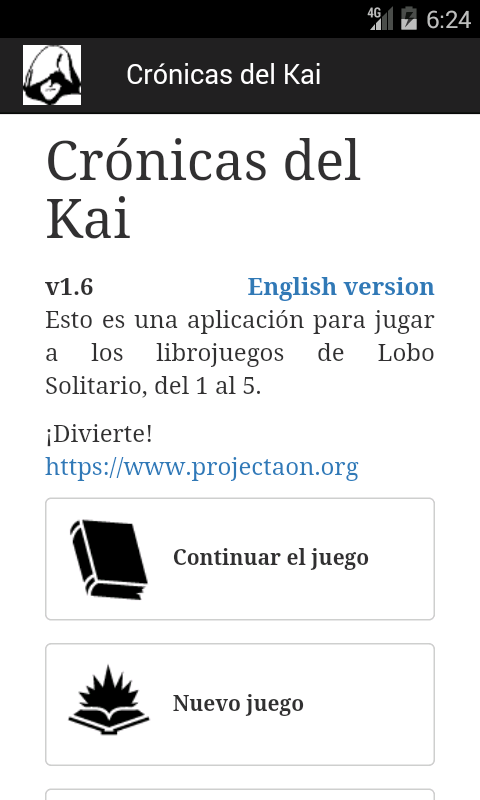 4G 6:24
Crónicas del Kai
Crónicas del
Kai
v1.6 English version
Esto es una aplicación para jugar
a los librojuegos de Lobo
Solitario, del 1 al 5.
¡Divierte!
https://www.projectaon.org
Continuar el juego
Nuevo juego